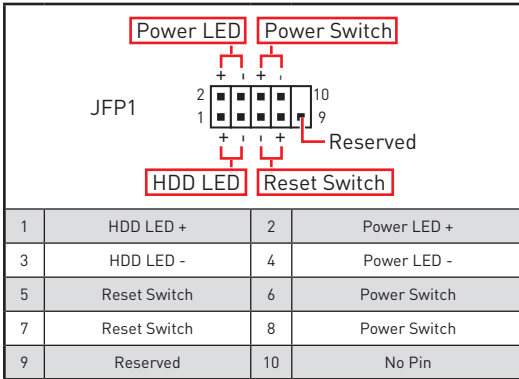 Power LED Power Switch
+ - + -
JFP1
2 10
1 9
+ - - +
Reserved
HDD LED Reset Switch
1 HDD LED + 2 Power LED +
3 HDD LED - 4 Power LED -
5 Reset Switch 6 Power Switch
7 Reset Switch 8 Power Switch
9 Reserved 10 No Pin